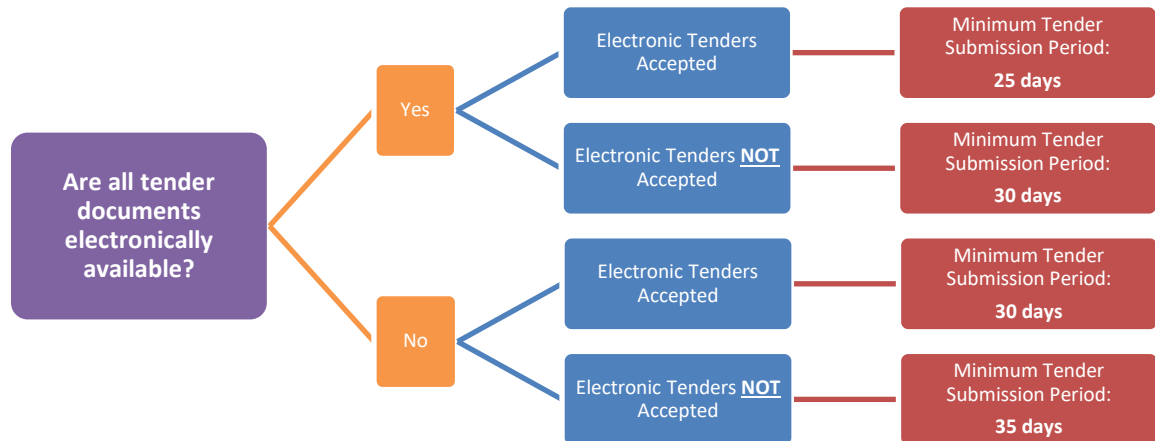 Are all tender
documents
electronically
available?
Yes
Electronic Tenders
Accepted
Minimum Tender
Submission Period:
25 days
Electronic Tenders NOT
Accepted
Minimum Tender
Submission Period:
30 days
No
Electronic Tenders
Accepted
Minimum Tender
Submission Period:
30 days
Electronic Tenders NOT
Accepted
Minimum Tender
Submission Period:
35 days